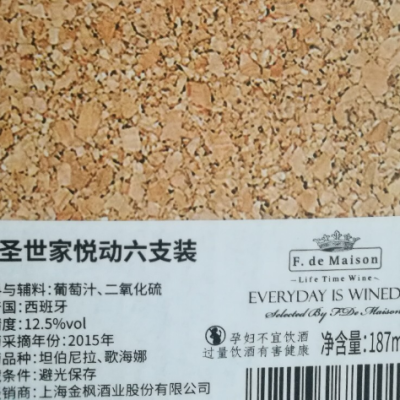 圣世家悦动六支装
料与辅料:葡萄汁、二氧化硫
国:西班牙
度:12.5%vol
采摘年份:2015年
品种:坦伯尼拉、歌海娜
条件:避光保存
销商:上海金枫酒业股份有限公司
F. de Maison
Life Time Wine
EVERYDAY IS WINED
Selected By F.De Maison
孕妇不宜饮酒
过量饮酒有害健康
净含量:187m